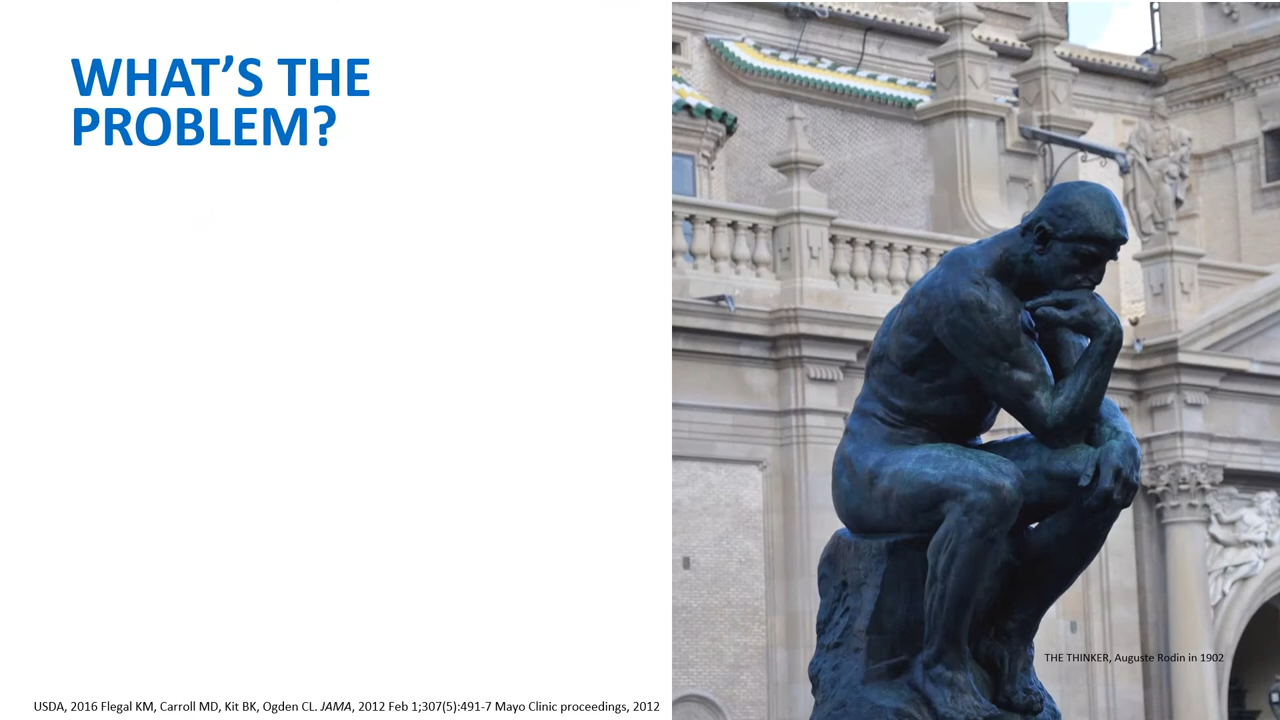 WHAT'S THE
PROBLEM?
THE THINKER, Auguste Rodin in 1902
USDA, 2016 Flegal KM, Carroll MD, Kit BK, Ogden CL. JAMA, 2012 Feb 1;307(5):491-7 Mayo Clinic proceedings, 2012